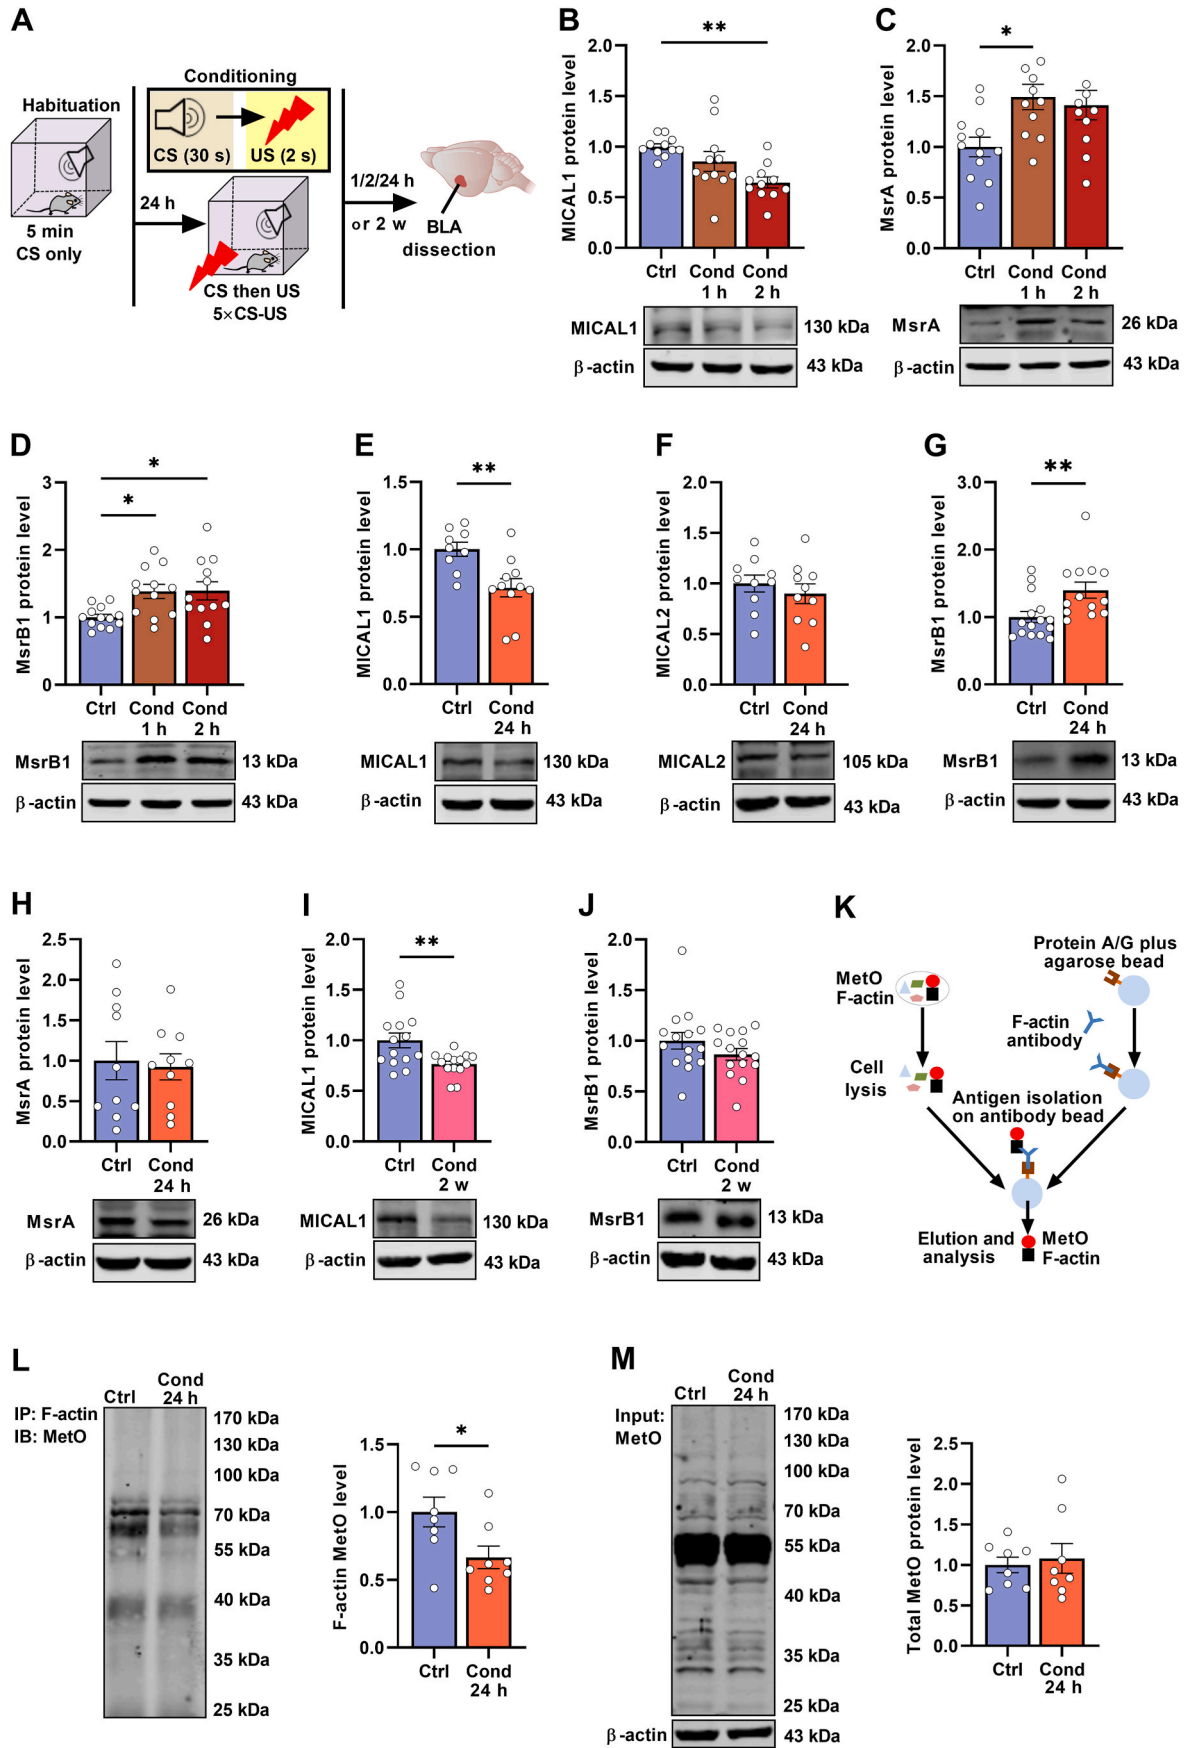 A
Habituation
5 min
CS only
24 h
Conditioning
CS (30 s)
US (2 s)
CS then US
5×CS-US
1/2/24 h
or 2 w
BLA
dissection
B
MICAL1 protein level
2.0
1.5
1.0
0.5
0.0
**
Ctrl
Cond
1 h
Cond
2 h
MICAL1
130 kDa
β-actin
43 kDa
C
MsrA protein level
2.0
1.5
1.0
0.5
0.0
*
Ctrl
Cond
1 h
Cond
2 h
MsrA
26 kDa
β-actin
43 kDa
D
MsrB1 protein level
3
2
1
0
*
*
Ctrl
Cond
1 h
Cond
2 h
MsrB1
13 kDa
β-actin
43 kDa
E
MICAL1 protein level
1.5
1.0
0.5
0.0
**
Ctrl
Cond
24 h
MICAL1
130 kDa
β-actin
43 kDa
F
MICAL2 protein level
2.0
1.5
1.0
0.5
0.0
Ctrl
Cond
24 h
MICAL2
105 kDa
β-actin
43 kDa
G
MsrB1 protein level
3.0
2.0
1.0
0.0
**
Ctrl
Cond
24 h
MsrB1
13 kDa
β-actin
43 kDa
H
MsrA protein level
2.5
2.0
1.5
1.0
0.5
0.0
Ctrl
Cond
24 h
MsrA
26 kDa
β-actin
43 kDa
I
MICAL1 protein level
2.0
1.5
1.0
0.5
0.0
**
Ctrl
Cond
2 w
MICAL1
130 kDa
β-actin
43 kDa
J
MsrB1 protein level
2.0
1.5
1.0
0.5
0.0
Ctrl
Cond
2 w
MsrB1
13 kDa
β-actin
43 kDa
K
Protein A/G plus
agarose bead
MetO
F-actin
F-actin
antibody
Cell
lysis
Antigen isolation
on antibody bead
Elution and
analysis
MetO
F-actin
L
IP: F-actin
IB: MetO
Ctrl
Cond
24 h
170 kDa
130 kDa
100 kDa
70 kDa
55 kDa
40 kDa
35 kDa
25 kDa
F-actin MetO level
1.5
1.0
0.5
0.0
*
Ctrl
Cond
24 h
M
Input:
MetO
Ctrl
Cond
24 h
170 kDa
130 kDa
100 kDa
70 kDa
55 kDa
40 kDa
35 kDa
25 kDa
β-actin
43 kDa
Total MetO protein level
2.5
2.0
1.5
1.0
0.5
0.0
Ctrl
Cond
24 h